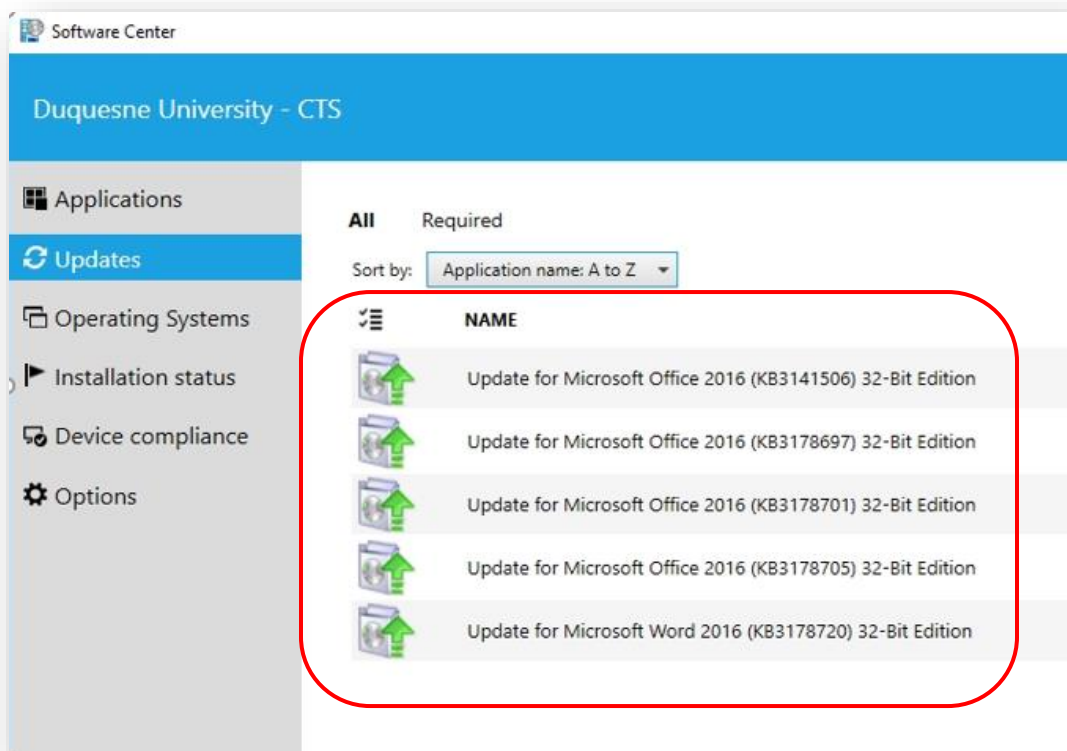 Software Center
Duquesne University - CTS
Applications
Updates
Operating Systems
Installation status
Device compliance
Options
All Required
Sort by: Application name: A to Z
NAME
Update for Microsoft Office 2016 (KB3141506) 32-Bit Edition
Update for Microsoft Office 2016 (KB3178697) 32-Bit Edition
Update for Microsoft Office 2016 (KB3178701) 32-Bit Edition
Update for Microsoft Office 2016 (KB3178705) 32-Bit Edition
Update for Microsoft Word 2016 (KB3178720) 32-Bit Edition